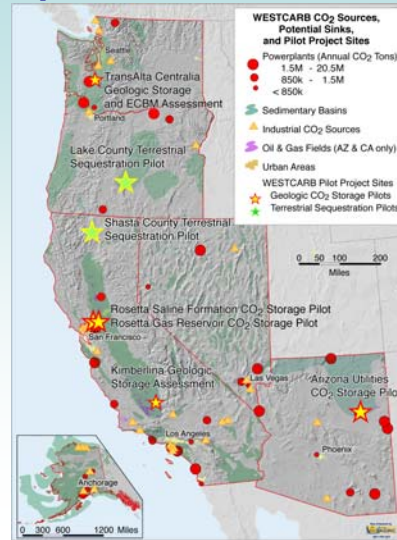 WESTCARB CO2 Sources,
Potential Sinks,
and Pilot Project Sites
Powerplants (Annual CO2 Tons)
1.5M - 20.5M
850k - 1.5M
< 850k
Sedimentary Basins
Industrial CO2 Sources
Oil & Gas Fields (AZ & CA only)
Urban Areas
WESTCARB Pilot Project Sites
Geologic CO2 Storage Pilots
Terrestrial Sequestration Pilots
Seattle
TransAlta Centralia
Geologic Storage
and ECBM Assessment
Portland
Lake County Terrestrial
Sequestration Pilot
Shasta County Terrestrial
Sequestration Pilot
0 50 100 200
Miles
Rosetta Saline Formation CO2 Storage Pilot
Rosetta Gas Reservoir CO2 Storage Pilot
San Francisco
Kimberlina Geologic
Storage Assessment
Las Vegas
Arizona Utilities
CO2 Storage Pilot
Los Angeles
Phoenix
Anchorage
0 300 600 1200 Miles